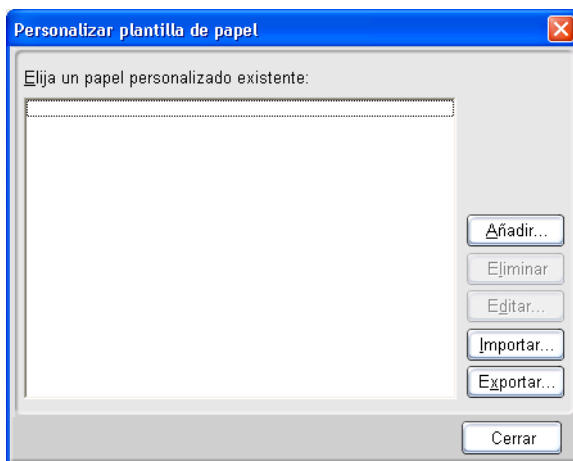 Personalizar plantilla de papel
Elija un papel personalizado existente:
Añadir...
Eliminar
Editar...
Importar...
Exportar...
Cerrar